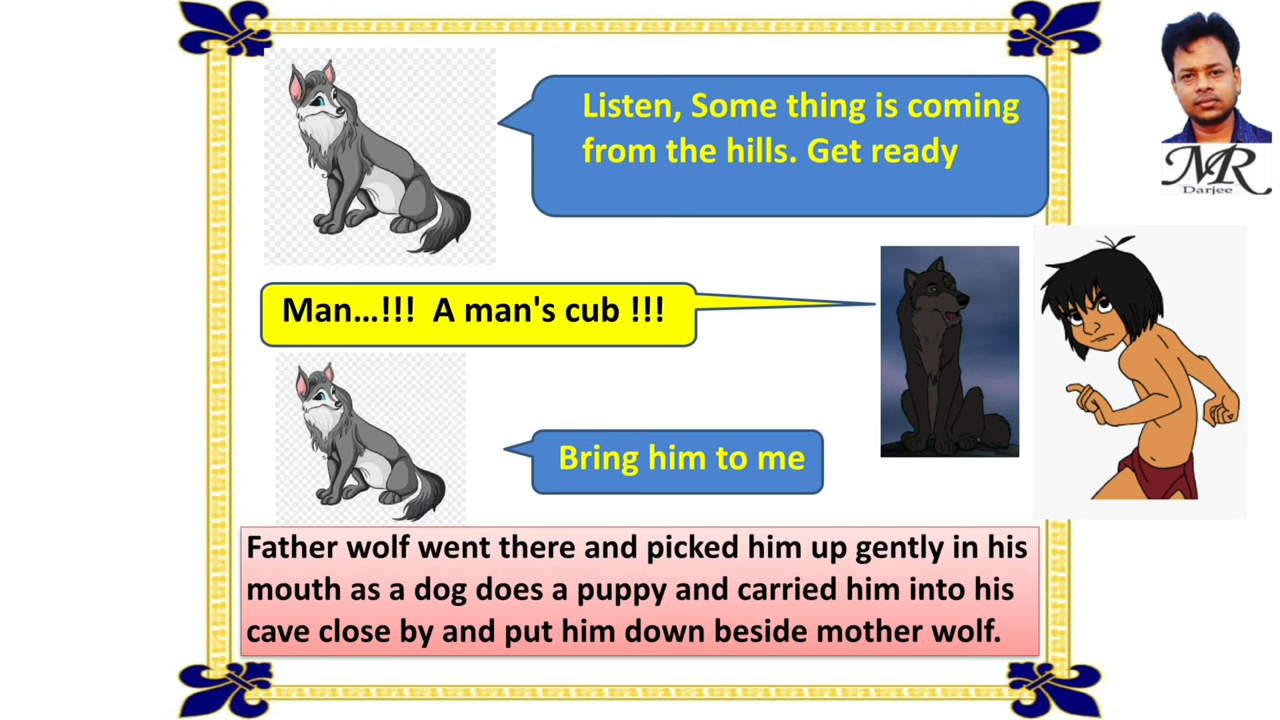 Listen, Some thing is coming
from the hills. Get ready
MR
Darjee
Man...!!! A man's cub !!!
Bring him to me
Father wolf went there and picked him up gently in his
mouth as a dog does a puppy and carried him into his
cave close by and put him down beside mother wolf.